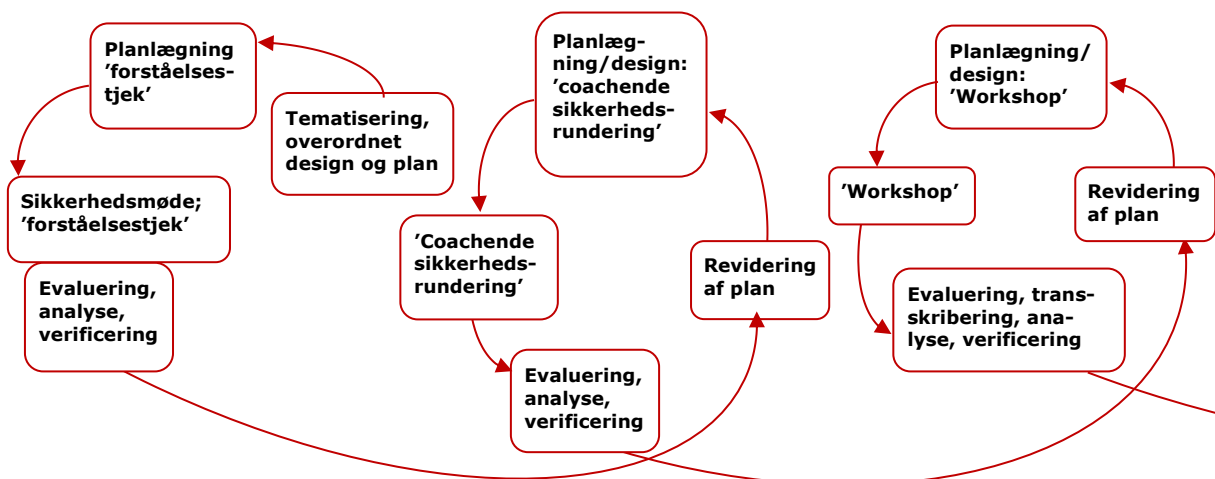 Planlægning
’forståelses-
tjek’
Tematisering,
overordnet
design og plan
Sikkerhedsmøde;
’forståelsestjek’
Evaluering,
analyse,
verificering
Planlæg-
ning/design:
’coachende
sikkerheds-
rundering’
’Coachende
sikkerheds-
rundering’
Evaluering,
analyse,
verificering
Revidering
af plan
Planlægning/
design:
’Workshop’
’Workshop’
Evaluering, trans-
skribering, ana-
lyse, verificering
Revidering
af plan